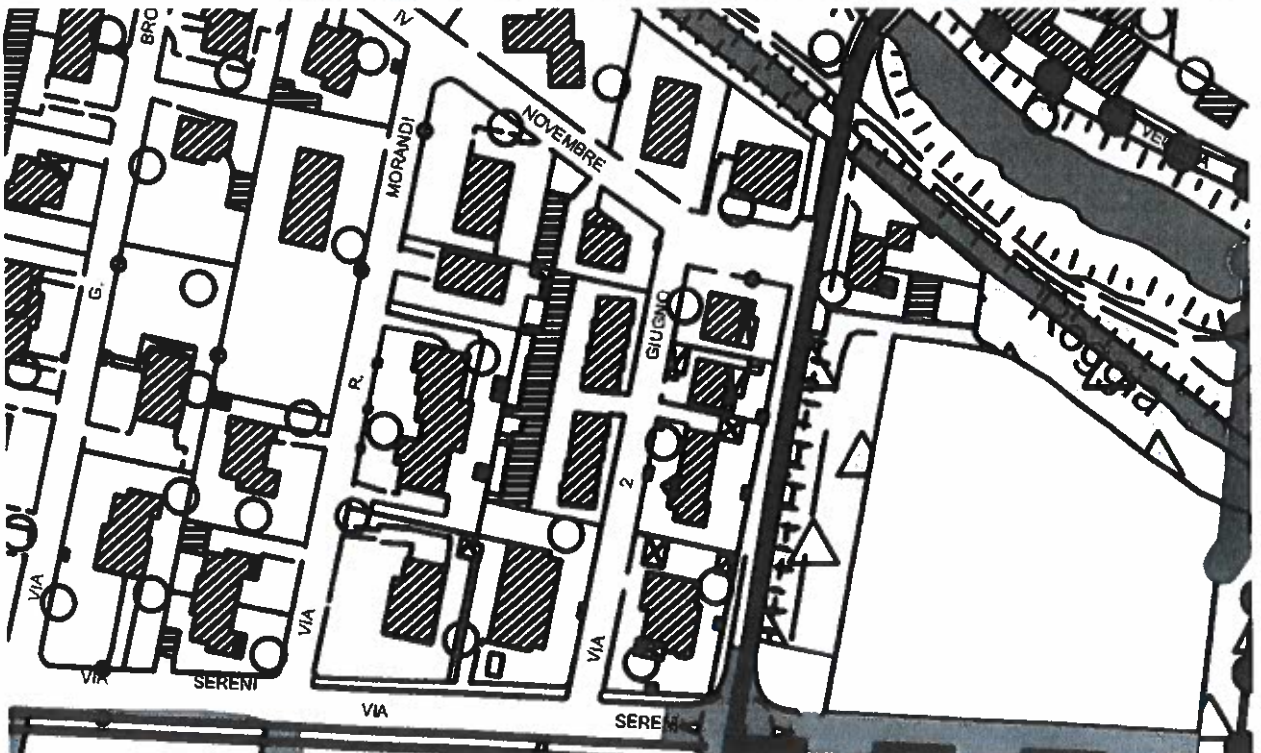 BRO
IV
NOVEMBRE
MORANDI
G.
GIUGNO
Roggia
R.
2
VIA
VIA
VIA
VIA
SERENI
VIA
SERENI